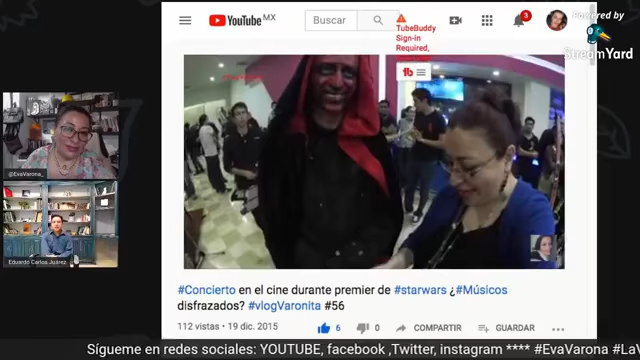 YouTube MX
Buscar
TubeBuddy
Sign-in
Required,
3
Powered by
StreamYard
tb
@EvaVarona_
Eduardo Carlos Juárez
#Concierto en el cine durante premier de #starwars ¿#Músicos
disfrazados? #vlogVaronita #56
112 vistas • 19 dic. 2015
6
0
COMPARTIR
GUARDAR
Sígueme en redes sociales: YOUTUBE, facebook ,Twitter, instagram **** #EvaVarona #LaV